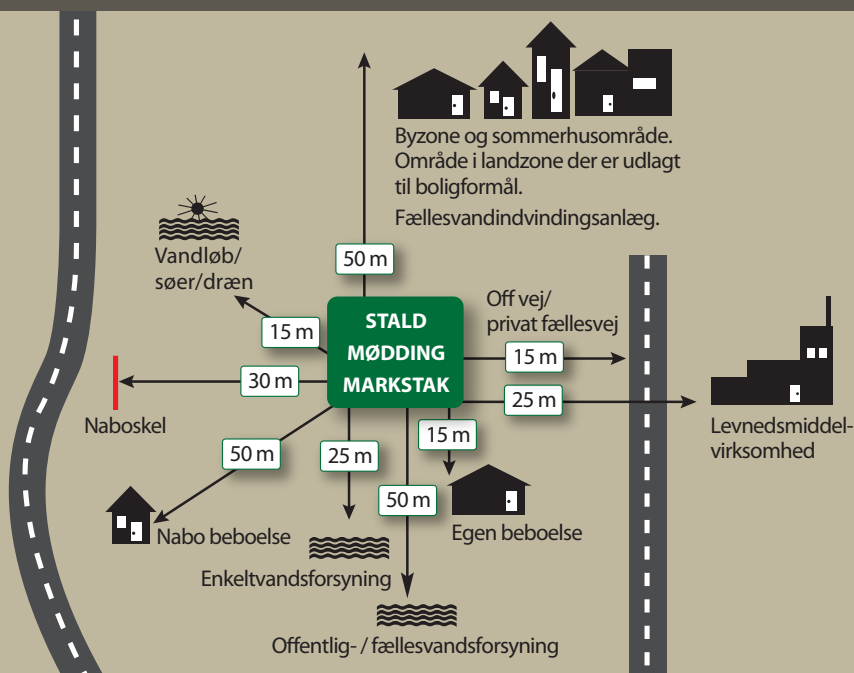 Byzone og sommerhusområde.
Område i landzone der er udlagt
til boligformål.
Fællesvandindvindingsanlæg.
Vandløb/
søer/dræn
50 m
Off vej/
privat fællesvej
15 m
STALD
MØDDING
MARKSTAK
15 m
30 m
25 m
Naboskel
Levnedsmiddel-
virksomhed
50 m
25 m
15 m
50 m
Nabo beboelse
Egen beboelse
Enkeltvandsforsyning
Offentlig- / fællesvandsforsyning